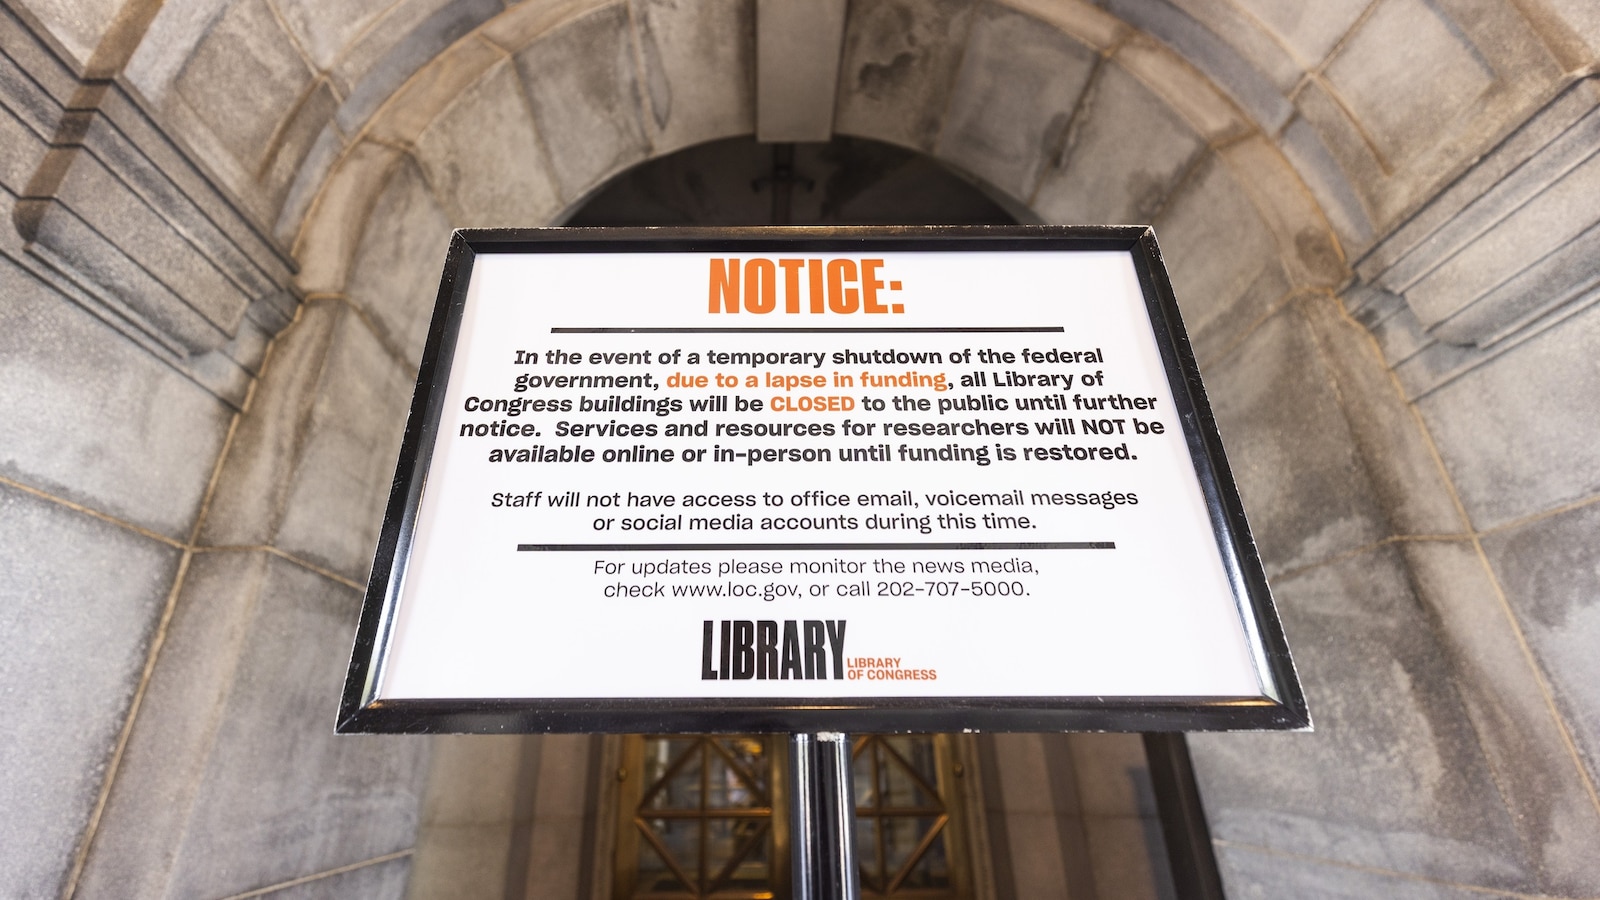 NOTICE:
In the event of a temporary shutdown of the federal
government, due to a lapse in funding, all Library of
Congress buildings will be CLOSED to the public until further
notice.  Services and resources for researchers will NOT be
available online or in-person until funding is restored.
Staff will not have access to office email, voicemail messages
or social media accounts during this time.
For updates please monitor the news media,
check www.loc.gov, or call 202-707-5000.
LIBRARY
LIBRARY
OF CONGRESS